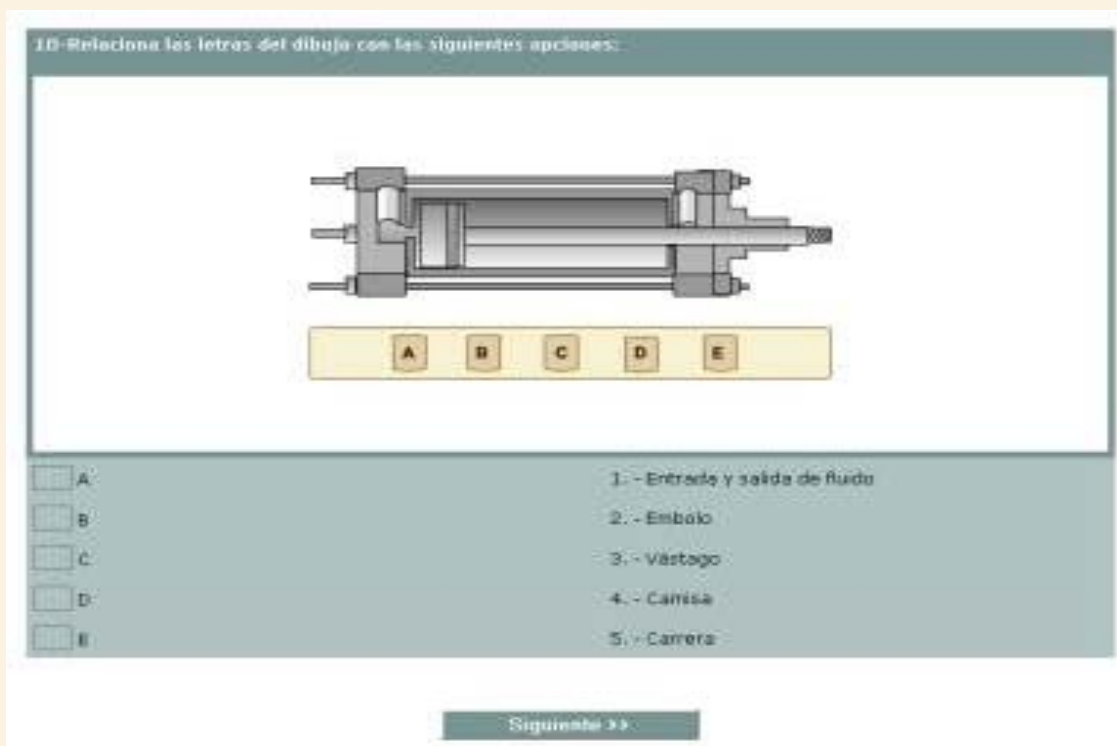 10-Relaciona las letras del dibujo con las siguientes opciones:
A B C D E
A 1. - Entrada y salida de fluido
B 2. - Embolo
C 3. - Vástago
D 4. - Camisa
E 5. - Carrera
Siguiente >>